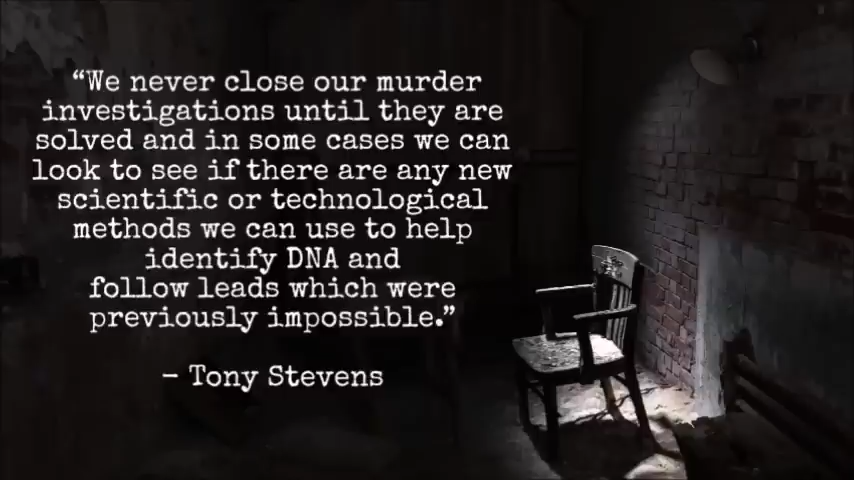 “We never close our murder
investigations until they are
solved and in some cases we can
look to see if there are any new
scientific or technological
methods we can use to help
identify DNA and
follow leads which were
previously impossible.”
– Tony Stevens